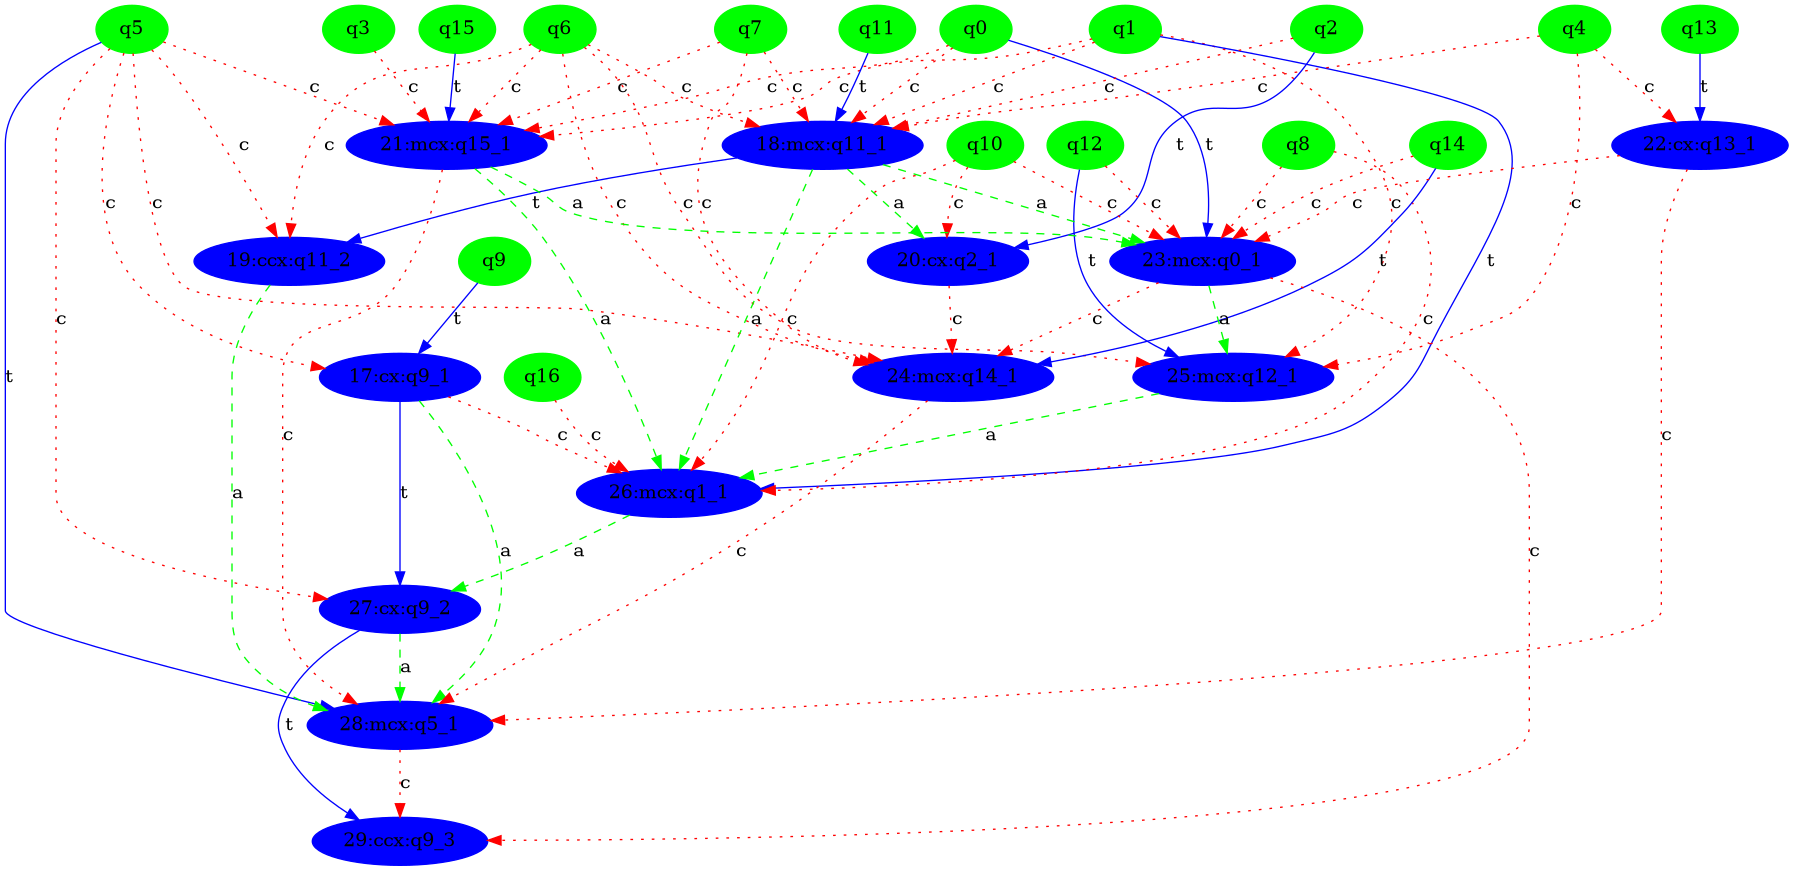 q5 q3 q15 q6 q7 q11 q0 q1 q2 q4 q13
c c t c c c c t c c c c c c t
21:mcx:q15_1 18:mcx:q11_1 q10 q12 q8 q14 22:cx:q13_1
c c t t t
c c c c t a a c c c c c c c c c
19:ccx:q11_2 q9 20:cx:q2_1 23:mcx:q0_1
t t t
c t a a c c a
17:cx:q9_1 q16 24:mcx:q14_1 25:mcx:q12_1
c c c c a c
a t c c
26:mcx:q1_1
a a a c c
27:cx:q9_2
a
28:mcx:q5_1
t
c
29:ccx:q9_3